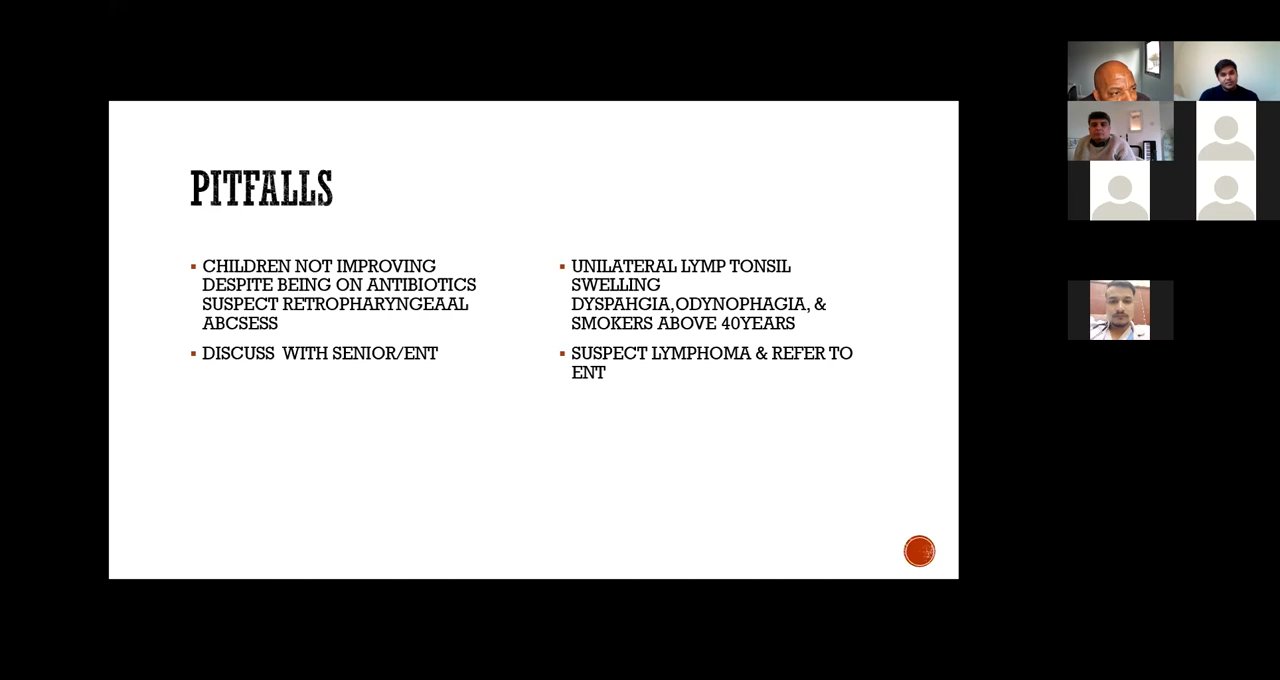 PITFALLS
CHILDREN NOT IMPROVING
DESPITE BEING ON ANTIBIOTICS
SUSPECT RETROPHARYNGEAAL
ABCSESS
DISCUSS WITH SENIOR/ENT
UNILATERAL LYMP TONSIL
SWELLING
DYSPAHGIA,ODYNOPHAGIA, &
SMOKERS ABOVE 40YEARS
SUSPECT LYMPHOMA & REFER TO
ENT